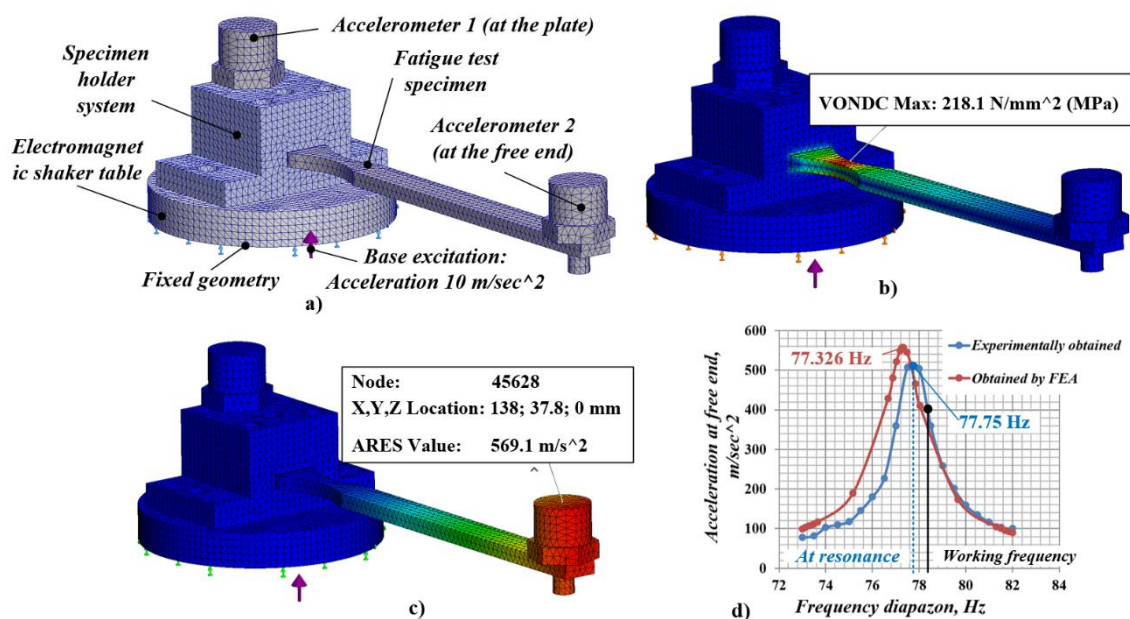 Accelerometer 1 (at the plate)
Specimen
holder
system
Fatigue test
specimen
Accelerometer 2
(at the free end)
Electromagnet
ic shaker table
Fixed geometry
Base excitation:
Acceleration 10 m/sec^2
a)
VONDC Max: 218.1 N/mm^2 (MPa)
b)
Node: 45628
X,Y,Z Location: 138; 37.8; 0 mm
ARES Value: 569.1 m/s^2
c)
Acceleration at free end,
m/sec^2
600
500
400
300
200
100
0
72 74 76 78 80 82 84
Experimentally obtained
Obtained by FEA
77.326 Hz
77.75 Hz
At resonance
Working frequency
Frequency diapazon, Hz
d)